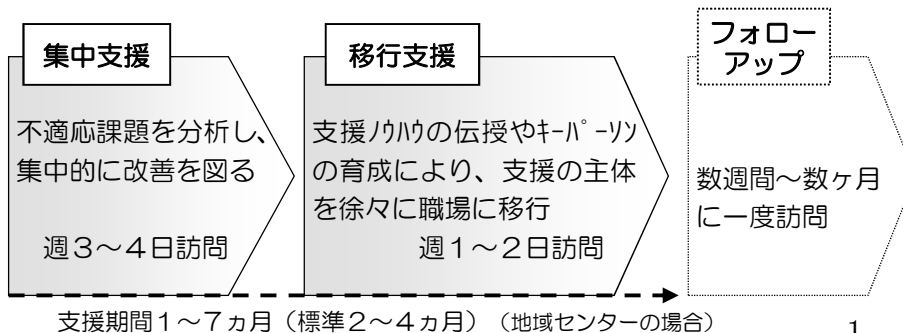 集中支援
不適応課題を分析し、
集中的に改善を図る
週３～４日訪問
移行支援
支援ﾉｳﾊｳの伝授やｷｰﾊﾟｰｿﾝ
の育成により、支援の主体
を徐々に職場に移行
週１～２日訪問
フォロー
アップ
数週間～数ヶ月
に一度訪問
支援期間１～７ヵ月（標準２～４ヵ月）（地域センターの場合）
1